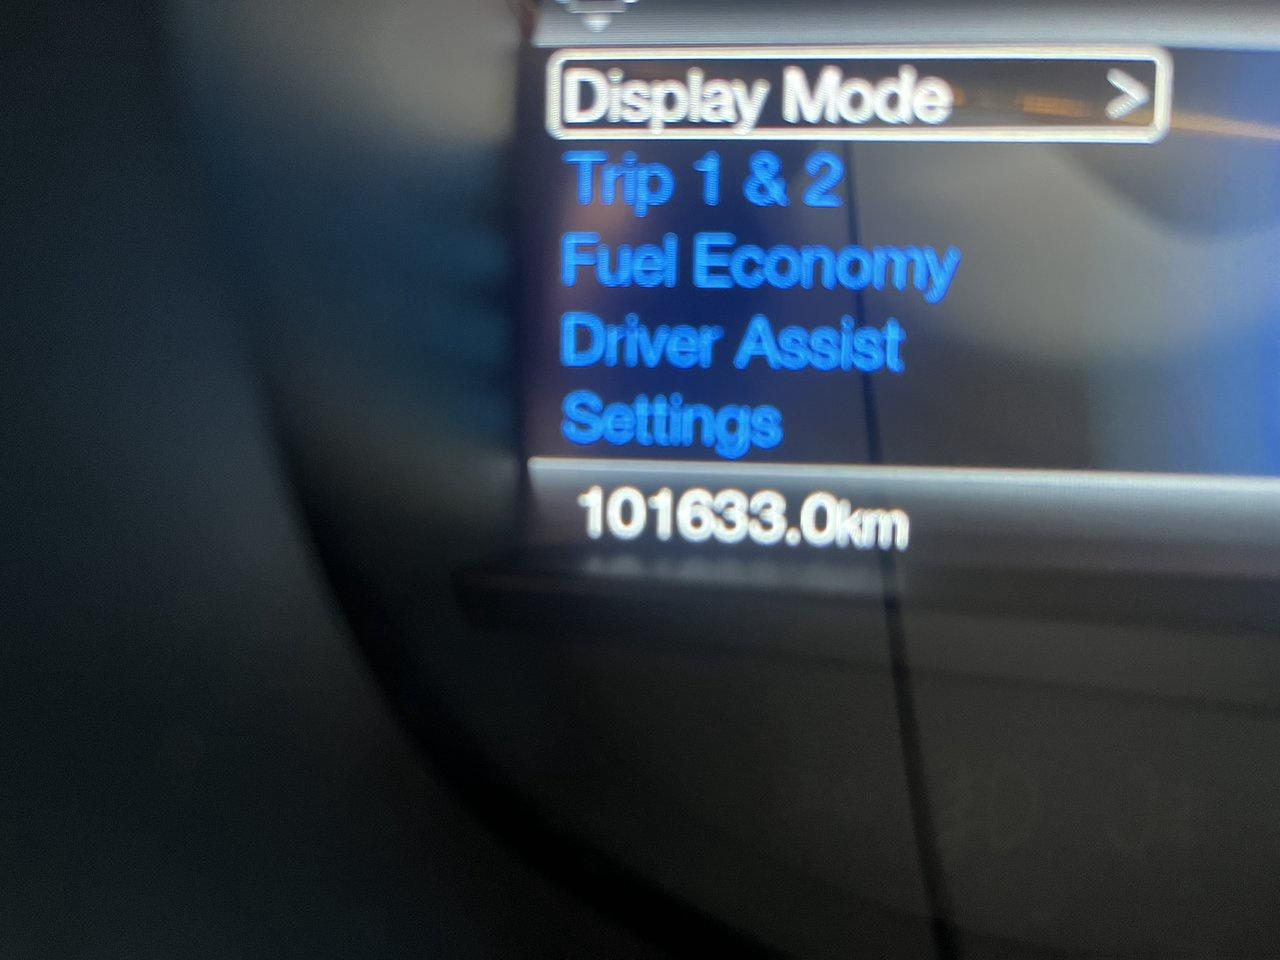 Display Mode >
Trip 1 & 2
Fuel Economy
Driver Assist
Settings
101633.0km